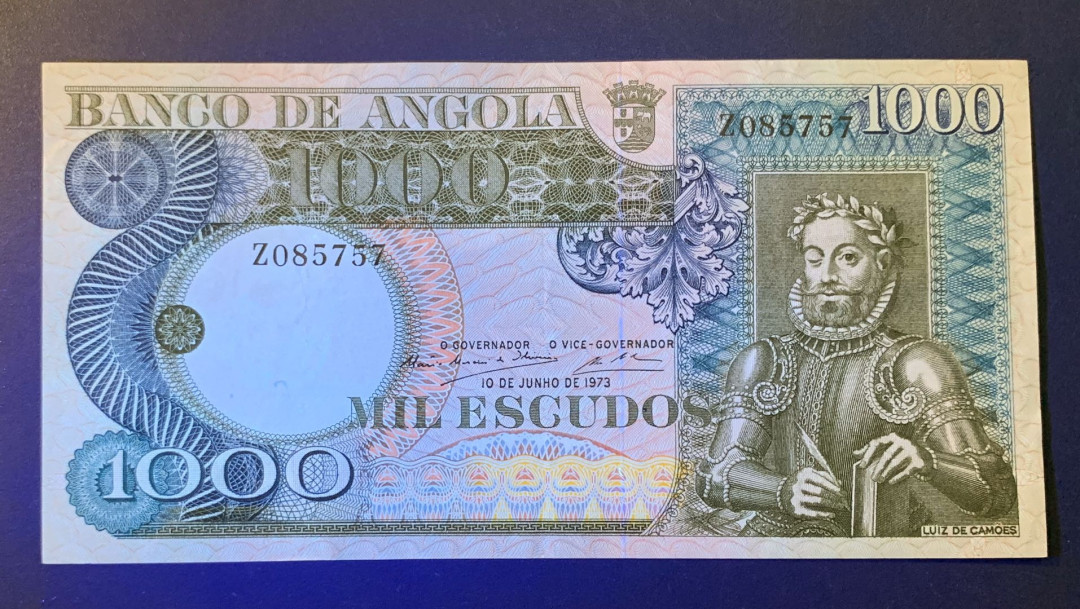 BANCO DE ANGOLA
1000
Z085757 1000
Z085757
O GOVERNADOR O VICE-GOVERNADOR
10 DE JUNHO DE 1973
MIL ESCUDOS
1000
LUIZ DE CAMÕES